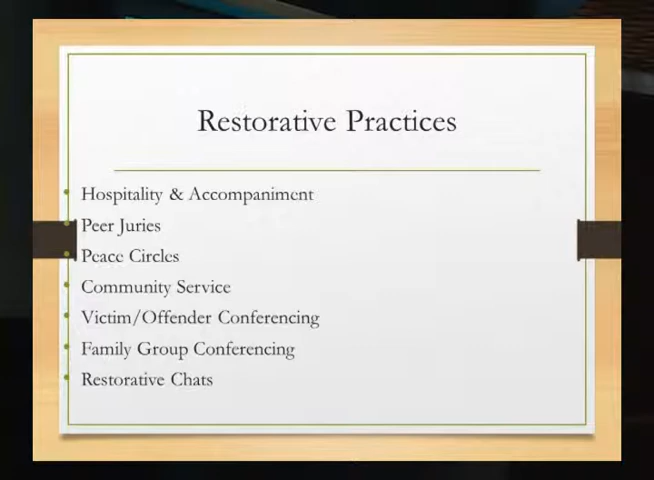 Restorative Practices
• Hospitality & Accompaniment
• Peer Juries
• Peace Circles
• Community Service
• Victim/Offender Conferencing
• Family Group Conferencing
• Restorative Chats